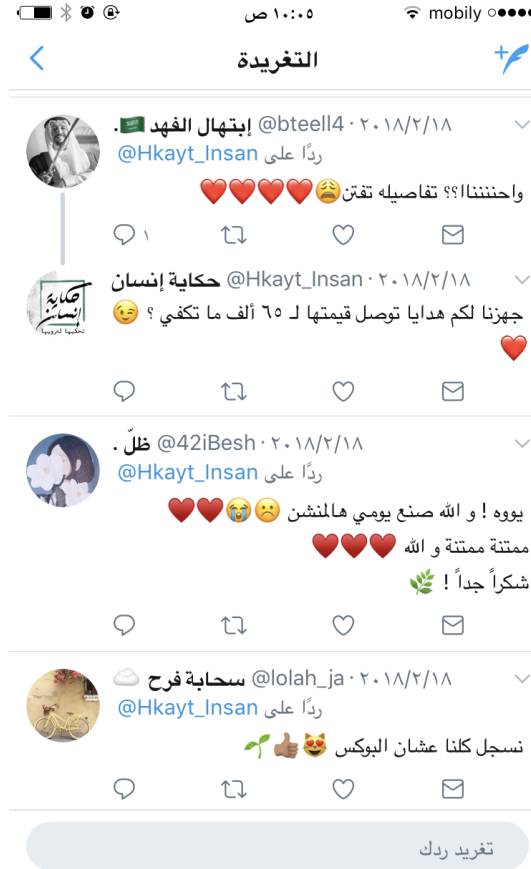 mobily ١٠:٠٥ ص
التغريدة
إبتهال الفهد🇸🇦. @bteell4 · ٢٠١٨/٢/١٨
ردًا على @Hkayt_Insan
واحنننناا؟؟ تفاصيله تفتن😩❤️❤️❤️❤️
١
حكاية إنسان @Hkayt_Insan · ٢٠١٨/٢/١٨
جهزنا لكم هدايا توصل قيمتها لـ ٦٥ ألف ما تكفي ؟ 😉
❤️
حكاية
إنسان
ظلّ . @42iBesh · ٢٠١٨/٢/١٨
ردًا على @Hkayt_Insan
يووه ! و الله صنع يومي هالمنشن ☹️😭♥️♥️
ممتنة ممتنة و الله ♥️♥️♥️
شكراً جداً ! 🌿
سحابة فرح ☁️ @lolah_ja · ٢٠١٨/٢/١٨
ردًا على @Hkayt_Insan
نسجل كلنا عشان البوكس 😻👍🏽🌱
تغريد ردك